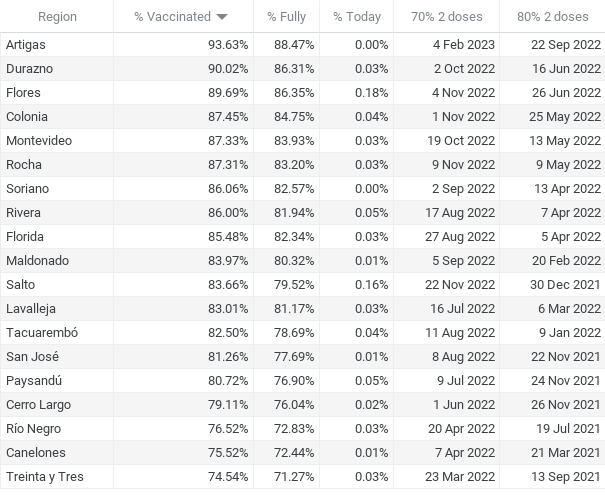 Region % Vaccinated % Fully % Today 70% 2 doses 80% 2 doses
Artigas 93.63% 88.47% 0.00% 4 Feb 2023 22 Sep 2022
Durazno 90.02% 86.31% 0.03% 2 Oct 2022 16 Jun 2022
Flores 89.69% 86.35% 0.18% 4 Nov 2022 26 Jun 2022
Colonia 87.45% 84.75% 0.04% 1 Nov 2022 25 May 2022
Montevideo 87.33% 83.93% 0.03% 19 Oct 2022 13 May 2022
Rocha 87.31% 83.20% 0.03% 9 Nov 2022 9 May 2022
Soriano 86.06% 82.57% 0.00% 2 Sep 2022 13 Apr 2022
Rivera 86.00% 81.94% 0.05% 17 Aug 2022 7 Apr 2022
Florida 85.48% 82.34% 0.03% 27 Aug 2022 5 Apr 2022
Maldonado 83.97% 80.32% 0.01% 5 Sep 2022 20 Feb 2022
Salto 83.66% 79.52% 0.16% 22 Nov 2022 30 Dec 2021
Lavalleja 83.01% 81.17% 0.03% 16 Jul 2022 6 Mar 2022
Tacuarembó 82.50% 78.69% 0.04% 11 Aug 2022 9 Jan 2022
San José 81.26% 77.69% 0.01% 8 Aug 2022 22 Nov 2021
Paysandú 80.72% 76.90% 0.05% 9 Jul 2022 24 Nov 2021
Cerro Largo 79.11% 76.04% 0.02% 1 Jun 2022 26 Nov 2021
Río Negro 76.52% 72.83% 0.03% 20 Apr 2022 19 Jul 2021
Canelones 75.52% 72.44% 0.01% 7 Apr 2022 21 Mar 2021
Treinta y Tres 74.54% 71.27% 0.03% 23 Mar 2022 13 Sep 2021